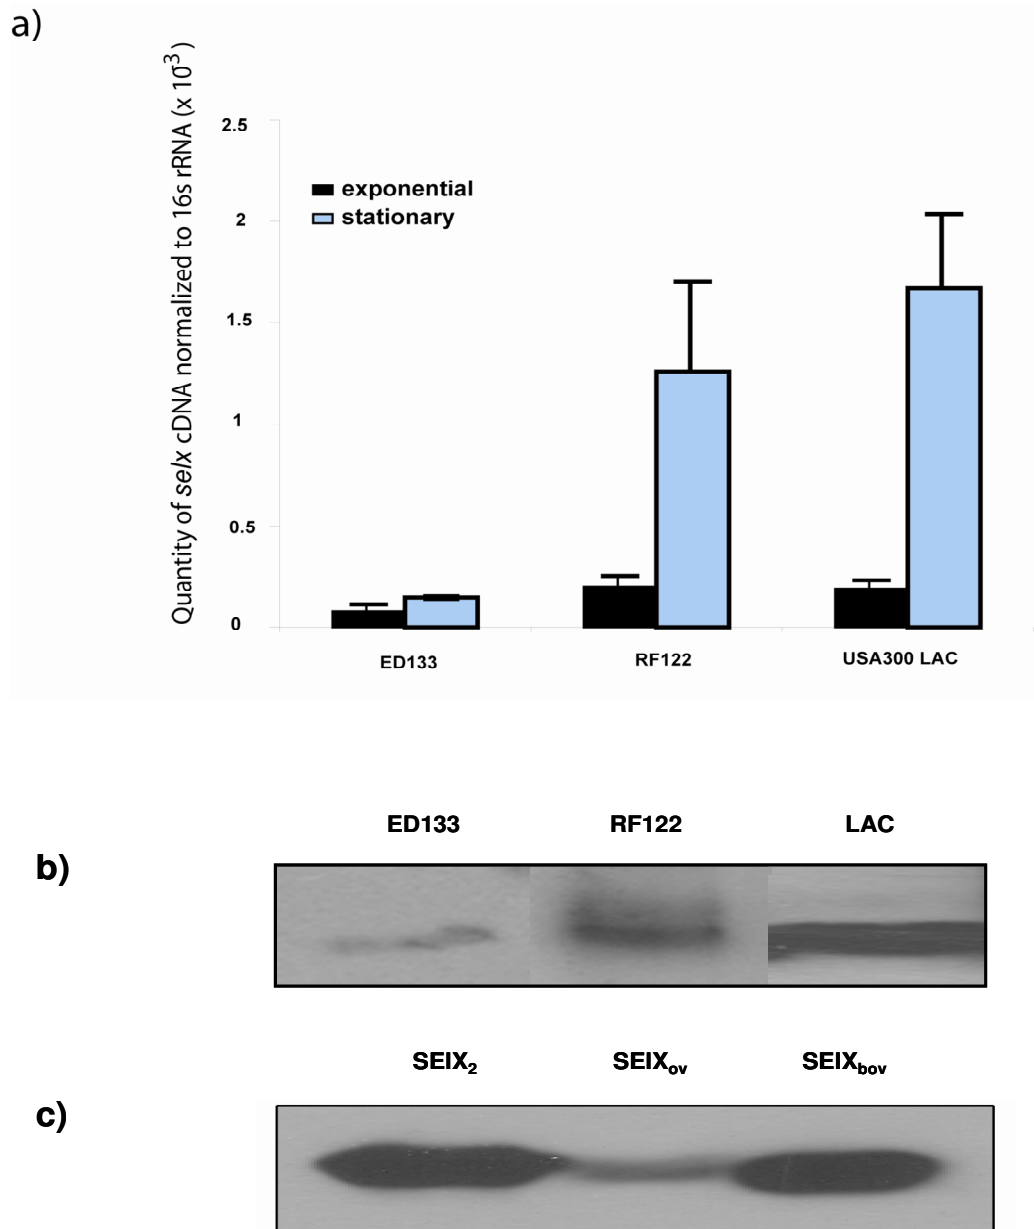 a)
Quantity of selx cDNA normalized to 16s rRNA (x 10³)
2.5
2
1.5
1
0.5
0
exponential
stationary
ED133 RF122 USA300 LAC
b)
ED133 RF122 LAC
c)
SEIX₂ SEIXov SEIXbov